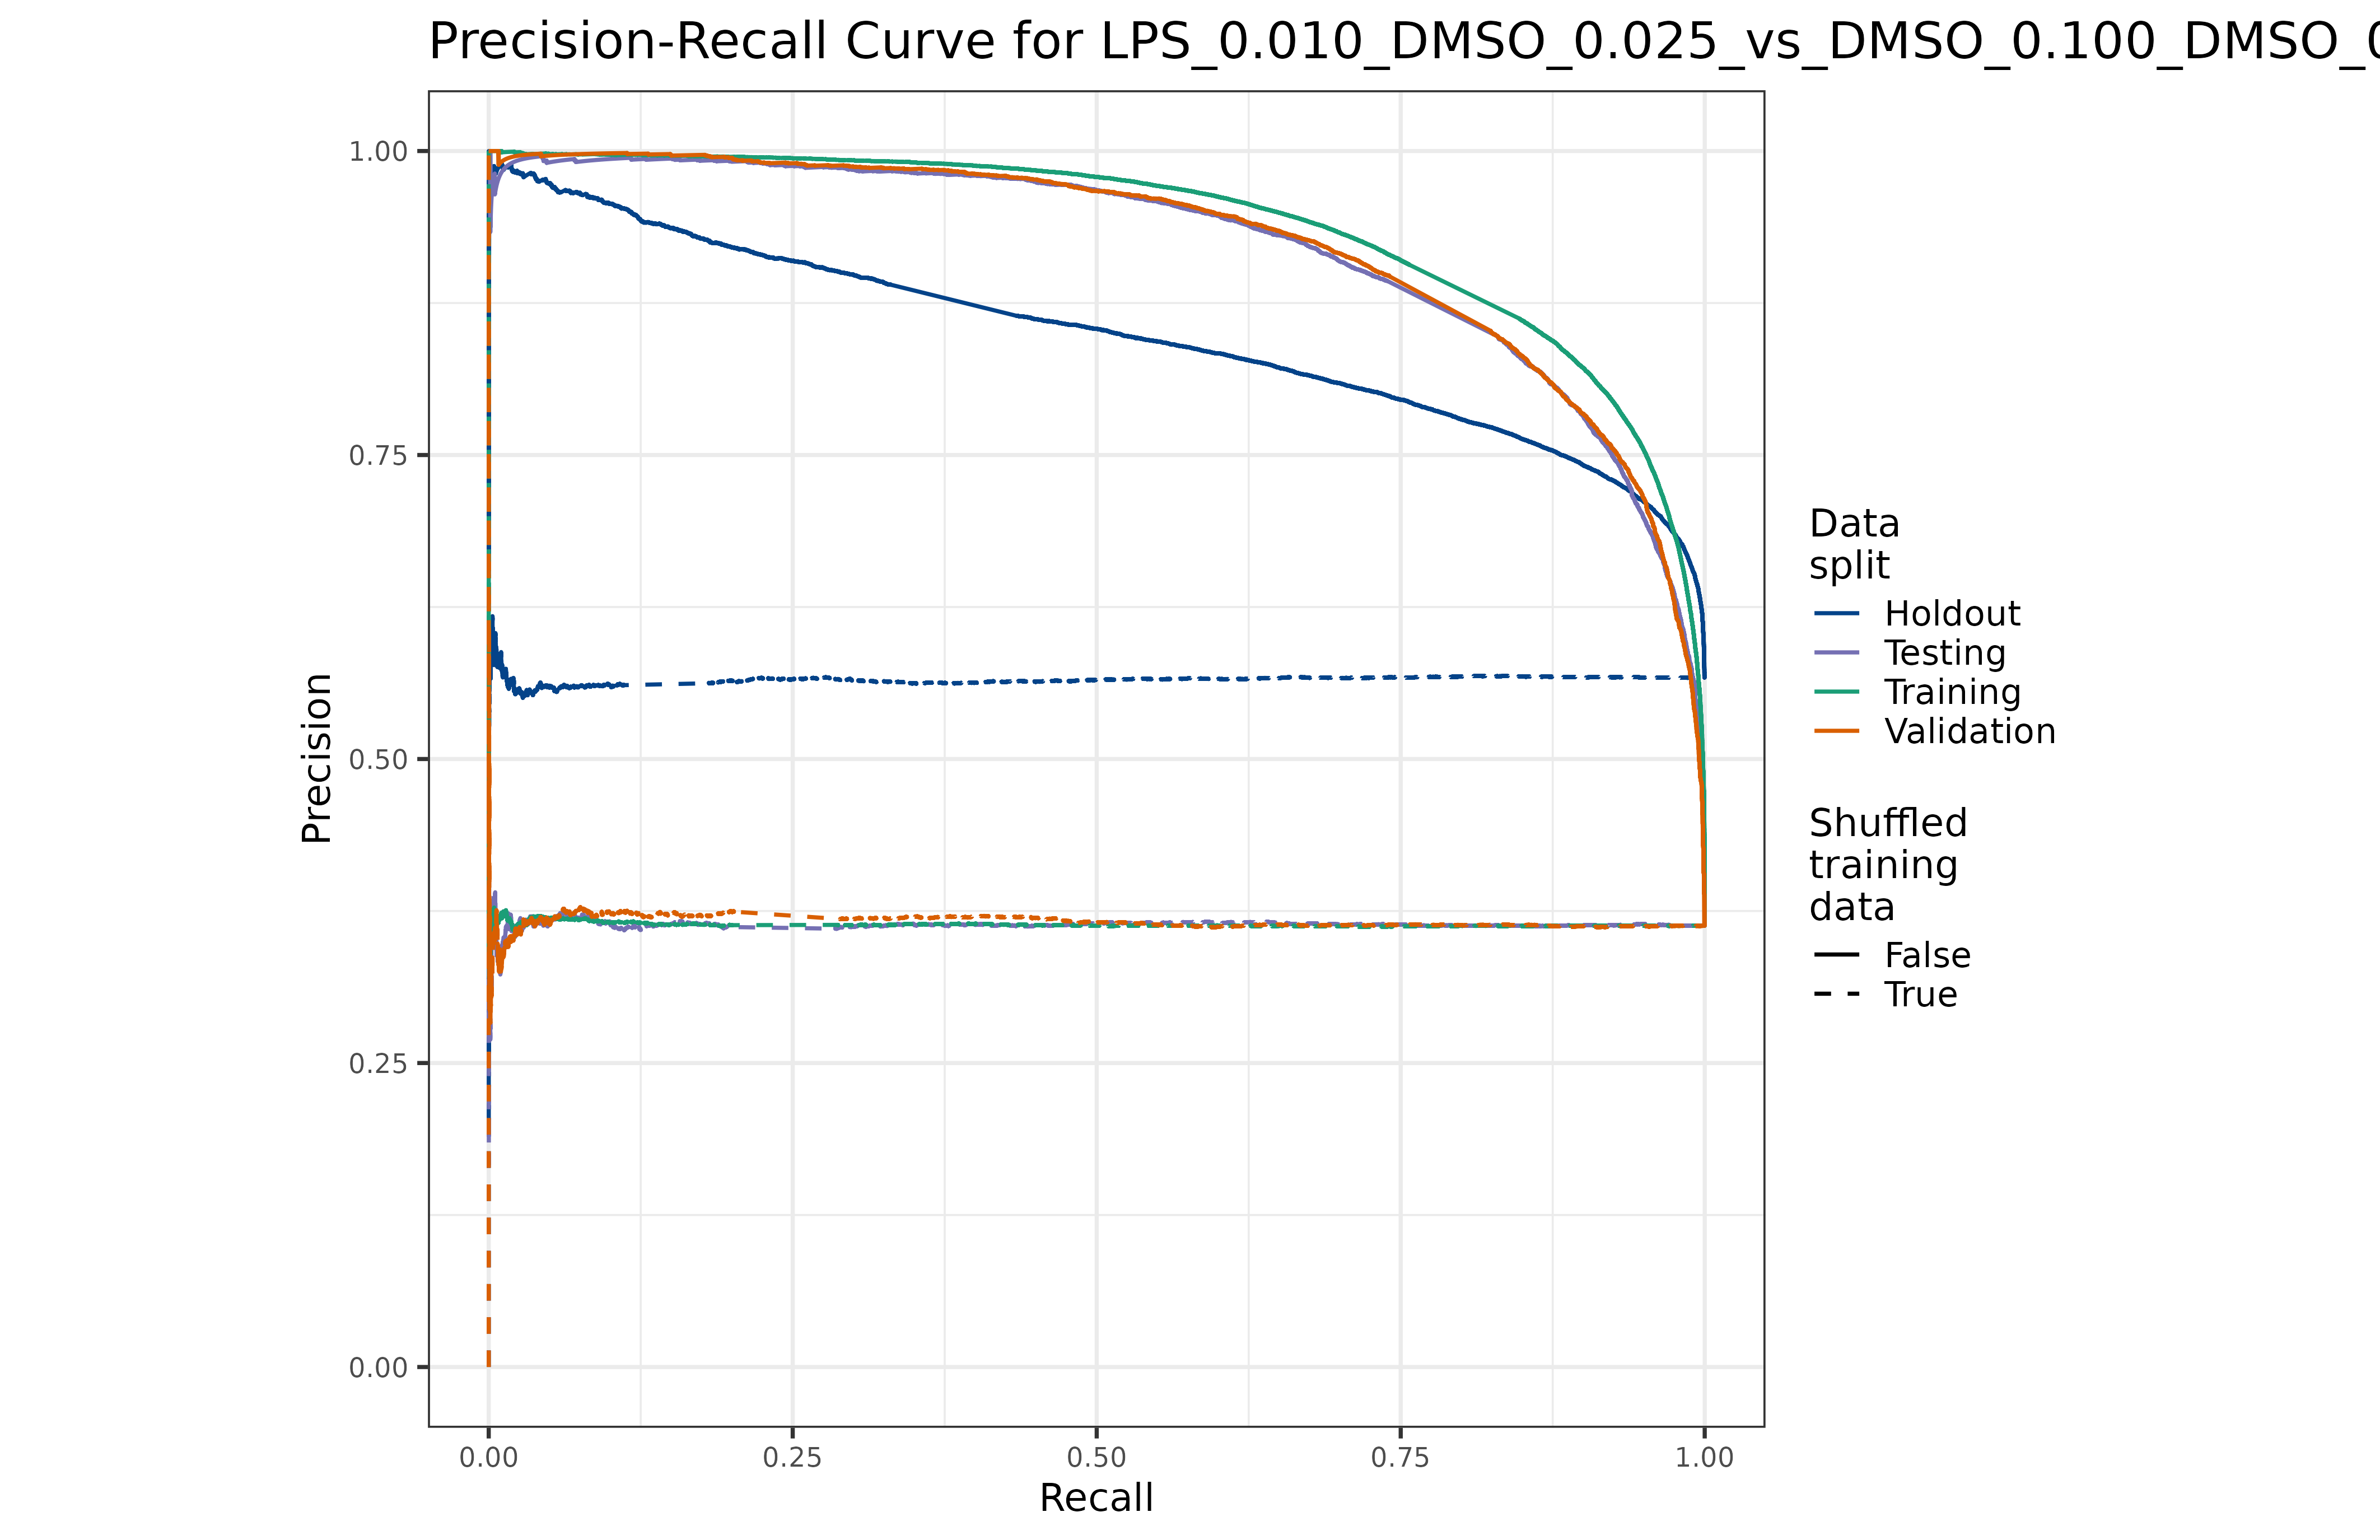 Precision-Recall Curve for LPS_0.010_DMSO_0.025_vs_DMSO_0.100_DMSO_
Precision
1.00
0.75
0.50
0.25
0.00
0.00 0.25 0.50 0.75 1.00
Recall
Data
split
Holdout
Testing
Training
Validation
Shuffled
training
data
False
True